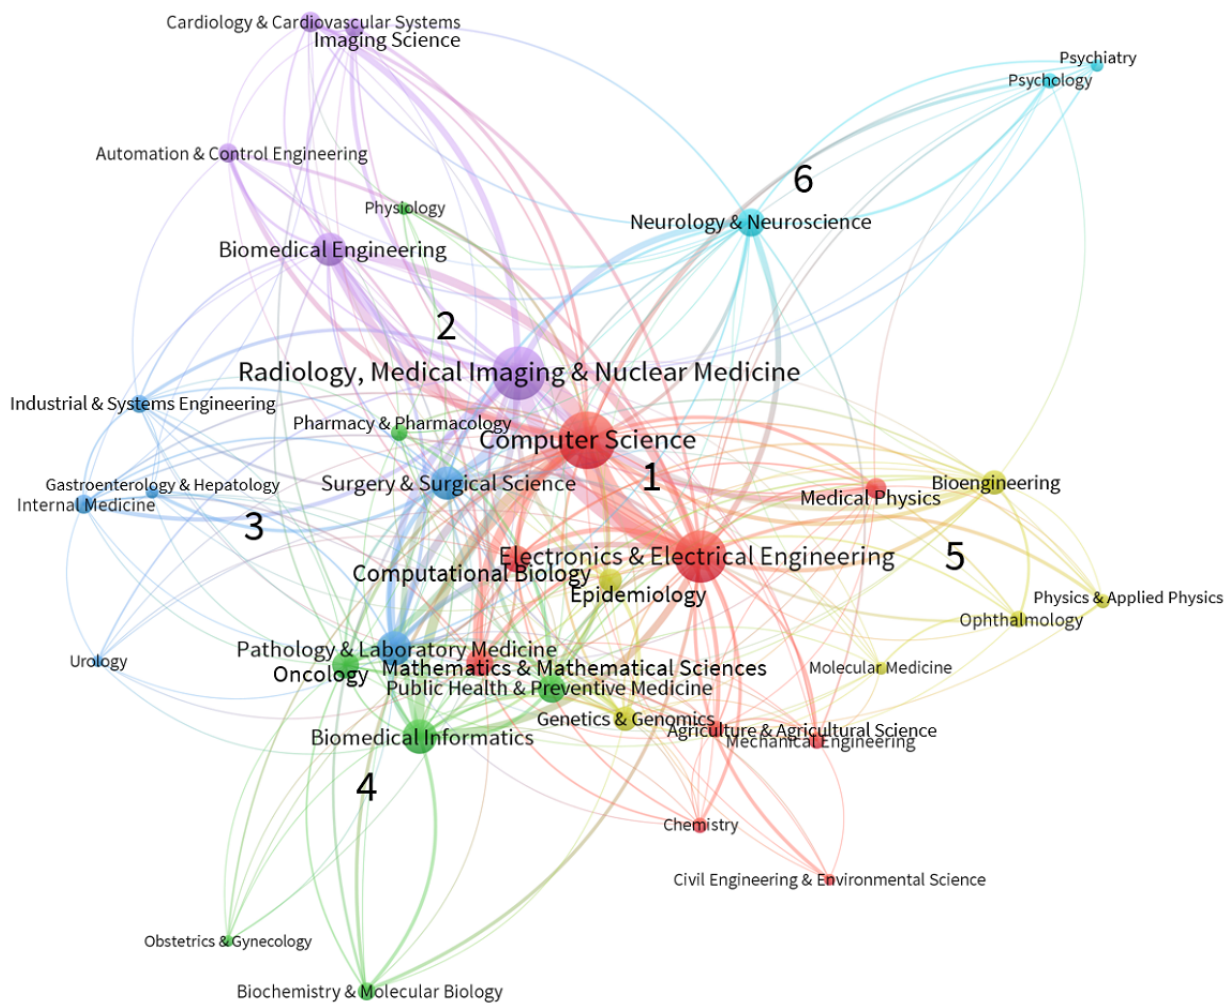 Cardiology & Cardiovascular Systems
Imaging Science
Psychiatry
Psychology
Automation & Control Engineering
6
Physiology
Neurology & Neuroscience
Biomedical Engineering
2
Radiology, Medical Imaging & Nuclear Medicine
Industrial & Systems Engineering
Pharmacy & Pharmacology
Computer Science
1
Surgery & Surgical Science
Gastroenterology & Hepatology
Internal Medicine
Bioengineering
Medical Physics
3
Electronics & Electrical Engineering
5
Computational Biology
Epidemiology
Physics & Applied Physics
Ophthalmology
Pathology & Laboratory Medicine
Urology
Oncology
Mathematics & Mathematical Sciences
Molecular Medicine
Public Health & Preventive Medicine
Genetics & Genomics
Agriculture & Agricultural Science
Biomedical Informatics
Mechanical Engineering
4
Chemistry
Civil Engineering & Environmental Science
Obstetrics & Gynecology
Biochemistry & Molecular Biology